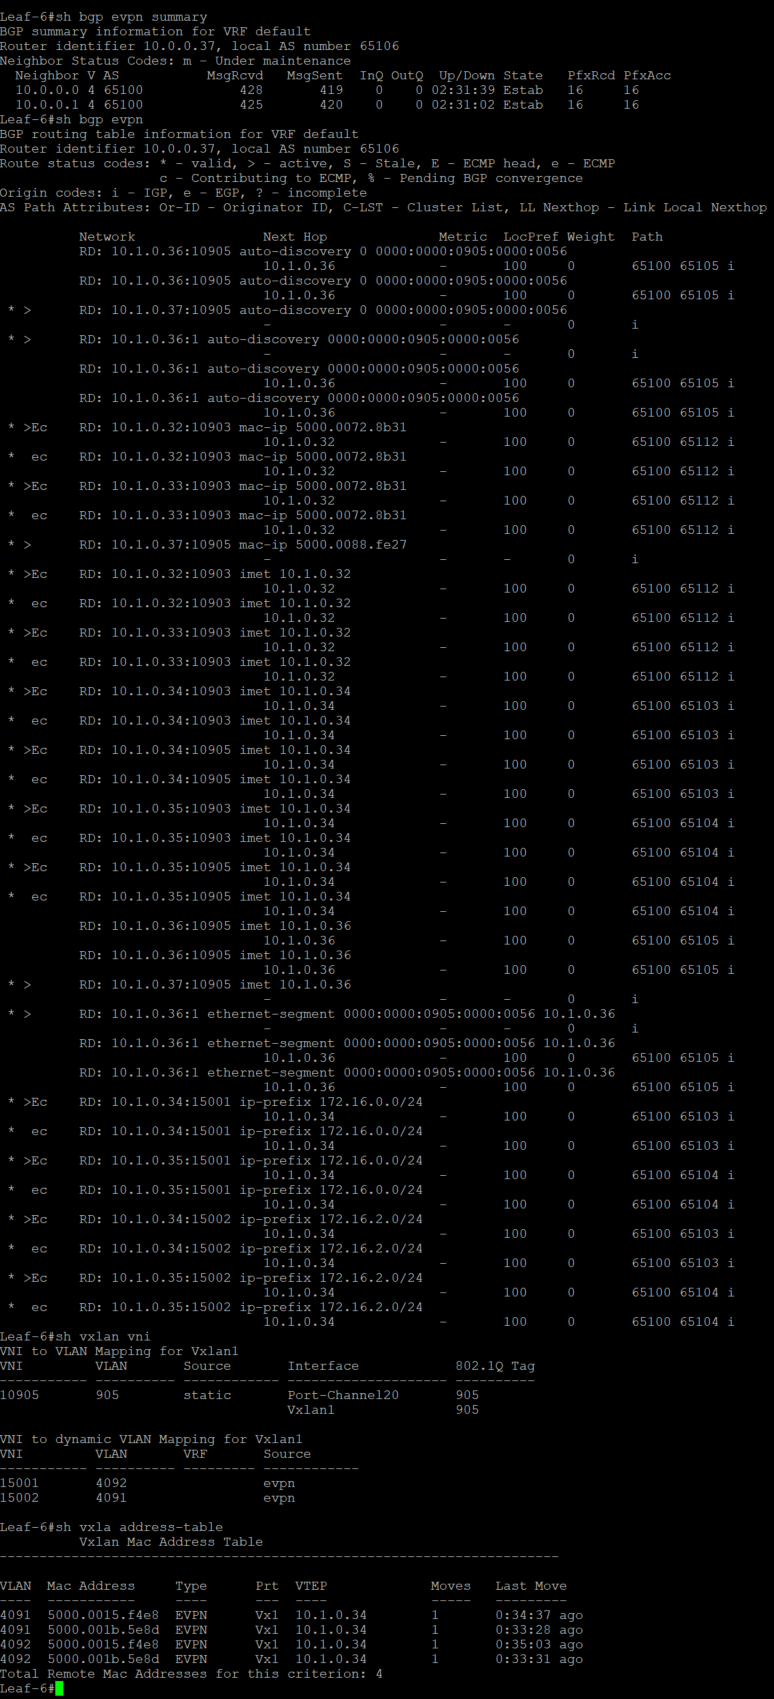 Leaf-6#sh bgp evpn summary
BGP summary information for VRF default
Router identifier 10.0.0.37, local AS number 65106
Neighbor Status Codes: m - Under maintenance
  Neighbor V AS           MsgRcvd   MsgSent  InQ OutQ  Up/Down State   PfxRcd PfxAcc
  10.0.0.0 4 65100            428       419    0    0 02:31:39 Estab   16     16
  10.0.0.1 4 65100            425       420    0    0 02:31:02 Estab   16     16
Leaf-6#sh bgp evpn
BGP routing table information for VRF default
Router identifier 10.0.0.37, local AS number 65106
Route status codes: * - valid, > - active, S - Stale, E - ECMP head, e - ECMP
                    c - Contributing to ECMP, % - Pending BGP convergence
Origin codes: i - IGP, e - EGP, ? - incomplete
AS Path Attributes: Or-ID - Originator ID, C-LST - Cluster List, LL Nexthop - Link Local Nexthop

          Network                Next Hop              Metric  LocPref Weight  Path
          RD: 10.1.0.36:10905 auto-discovery 0 0000:0000:0905:0000:0056
                                 10.1.0.36             -       100     0       65100 65105 i
          RD: 10.1.0.36:10905 auto-discovery 0 0000:0000:0905:0000:0056
                                 10.1.0.36             -       100     0       65100 65105 i
 * >      RD: 10.1.0.37:10905 auto-discovery 0 0000:0000:0905:0000:0056
                                 -                     -       -       0       i
 * >      RD: 10.1.0.36:1 auto-discovery 0000:0000:0905:0000:0056
                                 -                     -       -       0       i
          RD: 10.1.0.36:1 auto-discovery 0000:0000:0905:0000:0056
                                 10.1.0.36             -       100     0       65100 65105 i
          RD: 10.1.0.36:1 auto-discovery 0000:0000:0905:0000:0056
                                 10.1.0.36             -       100     0       65100 65105 i
 * >Ec    RD: 10.1.0.32:10903 mac-ip 5000.0072.8b31
                                 10.1.0.32             -       100     0       65100 65112 i
 *  ec    RD: 10.1.0.32:10903 mac-ip 5000.0072.8b31
                                 10.1.0.32             -       100     0       65100 65112 i
 * >Ec    RD: 10.1.0.33:10903 mac-ip 5000.0072.8b31
                                 10.1.0.32             -       100     0       65100 65112 i
 *  ec    RD: 10.1.0.33:10903 mac-ip 5000.0072.8b31
                                 10.1.0.32             -       100     0       65100 65112 i
 * >      RD: 10.1.0.37:10905 mac-ip 5000.0088.fe27
                                 -                     -       -       0       i
 * >Ec    RD: 10.1.0.32:10903 imet 10.1.0.32
                                 10.1.0.32             -       100     0       65100 65112 i
 *  ec    RD: 10.1.0.32:10903 imet 10.1.0.32
                                 10.1.0.32             -       100     0       65100 65112 i
 * >Ec    RD: 10.1.0.33:10903 imet 10.1.0.32
                                 10.1.0.32             -       100     0       65100 65112 i
 *  ec    RD: 10.1.0.33:10903 imet 10.1.0.32
                                 10.1.0.32             -       100     0       65100 65112 i
 * >Ec    RD: 10.1.0.34:10903 imet 10.1.0.34
                                 10.1.0.34             -       100     0       65100 65103 i
 *  ec    RD: 10.1.0.34:10903 imet 10.1.0.34
                                 10.1.0.34             -       100     0       65100 65103 i
 * >Ec    RD: 10.1.0.34:10905 imet 10.1.0.34
                                 10.1.0.34             -       100     0       65100 65103 i
 *  ec    RD: 10.1.0.34:10905 imet 10.1.0.34
                                 10.1.0.34             -       100     0       65100 65103 i
 * >Ec    RD: 10.1.0.35:10903 imet 10.1.0.34
                                 10.1.0.34             -       100     0       65100 65104 i
 *  ec    RD: 10.1.0.35:10903 imet 10.1.0.34
                                 10.1.0.34             -       100     0       65100 65104 i
 * >Ec    RD: 10.1.0.35:10905 imet 10.1.0.34
                                 10.1.0.34             -       100     0       65100 65104 i
 *  ec    RD: 10.1.0.35:10905 imet 10.1.0.34
                                 10.1.0.34             -       100     0       65100 65104 i
          RD: 10.1.0.36:10905 imet 10.1.0.36
                                 10.1.0.36             -       100     0       65100 65105 i
          RD: 10.1.0.36:10905 imet 10.1.0.36
                                 10.1.0.36             -       100     0       65100 65105 i
 * >      RD: 10.1.0.37:10905 imet 10.1.0.36
                                 -                     -       -       0       i
 * >      RD: 10.1.0.36:1 ethernet-segment 0000:0000:0905:0000:0056 10.1.0.36
                                 -                     -       -       0       i
          RD: 10.1.0.36:1 ethernet-segment 0000:0000:0905:0000:0056 10.1.0.36
                                 10.1.0.36             -       100     0       65100 65105 i
          RD: 10.1.0.36:1 ethernet-segment 0000:0000:0905:0000:0056 10.1.0.36
                                 10.1.0.36             -       100     0       65100 65105 i
 * >Ec    RD: 10.1.0.34:15001 ip-prefix 172.16.0.0/24
                                 10.1.0.34             -       100     0       65100 65103 i
 *  ec    RD: 10.1.0.34:15001 ip-prefix 172.16.0.0/24
                                 10.1.0.34             -       100     0       65100 65103 i
 * >Ec    RD: 10.1.0.35:15001 ip-prefix 172.16.0.0/24
                                 10.1.0.34             -       100     0       65100 65104 i
 *  ec    RD: 10.1.0.35:15001 ip-prefix 172.16.0.0/24
                                 10.1.0.34             -       100     0       65100 65104 i
 * >Ec    RD: 10.1.0.34:15002 ip-prefix 172.16.2.0/24
                                 10.1.0.34             -       100     0       65100 65103 i
 *  ec    RD: 10.1.0.34:15002 ip-prefix 172.16.2.0/24
                                 10.1.0.34             -       100     0       65100 65103 i
 * >Ec    RD: 10.1.0.35:15002 ip-prefix 172.16.2.0/24
                                 10.1.0.34             -       100     0       65100 65104 i
 *  ec    RD: 10.1.0.35:15002 ip-prefix 172.16.2.0/24
                                 10.1.0.34             -       100     0       65100 65104 i
Leaf-6#sh vxlan vni
VNI to VLAN Mapping for Vxlan1
VNI         VLAN       Source       Interface            802.1Q Tag
----------- ---------- ------------ -------------------- ----------
10905       905        static       Port-Channel20       905
                                    Vxlan1               905

VNI to dynamic VLAN Mapping for Vxlan1
VNI         VLAN       VRF       Source
----------- ---------- --------- ------------
15001       4092                 evpn
15002       4091                 evpn

Leaf-6#sh vxla address-table
          Vxlan Mac Address Table
----------------------------------------------------------------------

VLAN  Mac Address     Type      Prt  VTEP             Moves   Last Move
----  -----------     ----      ---  ----             -----   ---------
4091  5000.0015.f4e8  EVPN      Vx1  10.1.0.34        1       0:34:37 ago
4091  5000.001b.5e8d  EVPN      Vx1  10.1.0.34        1       0:33:28 ago
4092  5000.0015.f4e8  EVPN      Vx1  10.1.0.34        1       0:35:03 ago
4092  5000.001b.5e8d  EVPN      Vx1  10.1.0.34        1       0:33:31 ago
Total Remote Mac Addresses for this criterion: 4
Leaf-6#